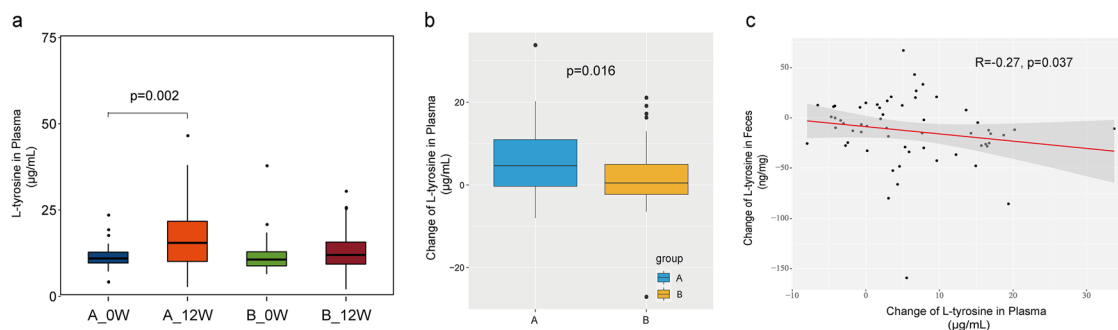 a
75
50
25
0
L-tyrosine in Plasma
(µg/mL)
p=0.002
A_0W
A_12W
B_0W
B_12W
b
20
0
−20
Change of L-tyrosine in Plasma
(µg/mL)
p=0.016
group
A
B
A
B
c
50
0
−50
−100
−150
Change of L-tyrosine in Feces
(ng/mg)
R=-0.27, p=0.037
−10
0
10
20
30
Change of L-tyrosine in Plasma
(µg/mL)